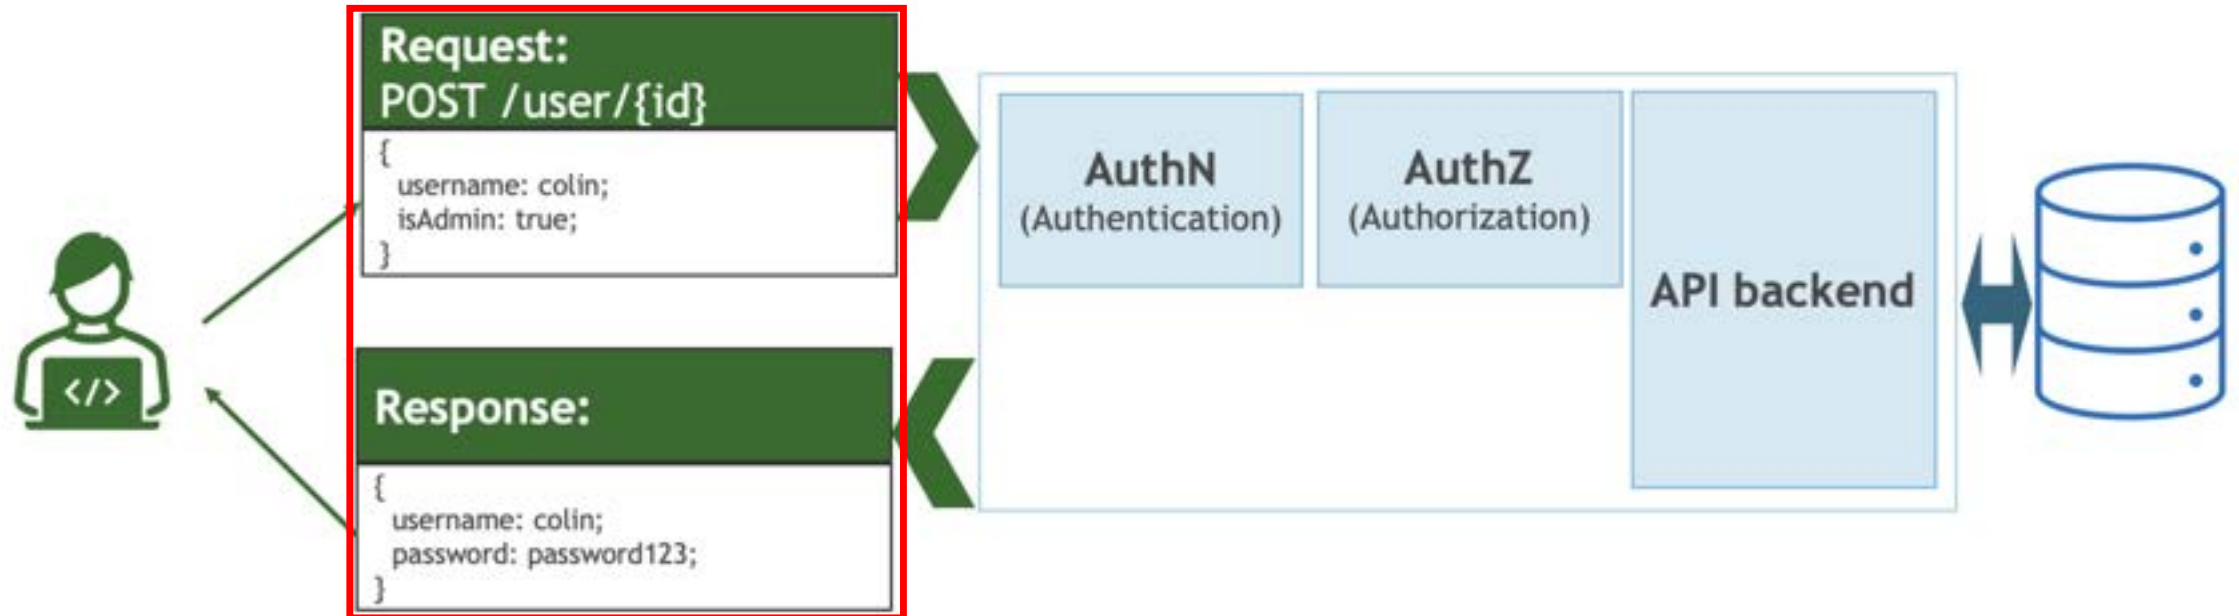 Request:
POST /user/{id}
{
username: colin;
isAdmin: true;
}
</>
Response:
{
username: colin;
password: password123;
}
AuthN
(Authentication)
AuthZ
(Authorization)
API backend